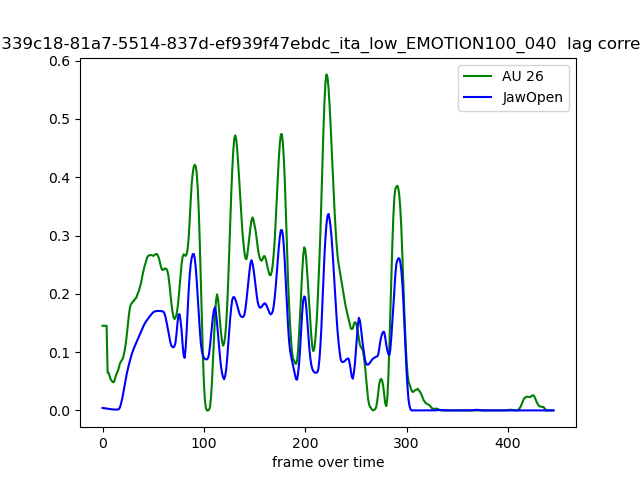 339c18-81a7-5514-837d-ef939f47ebdc_ita_low_EMOTION100_040 lag corre
AU 26
JawOpen
0.6
0.5
0.4
0.3
0.2
0.1
0.0
0 100 200 300 400
frame over time